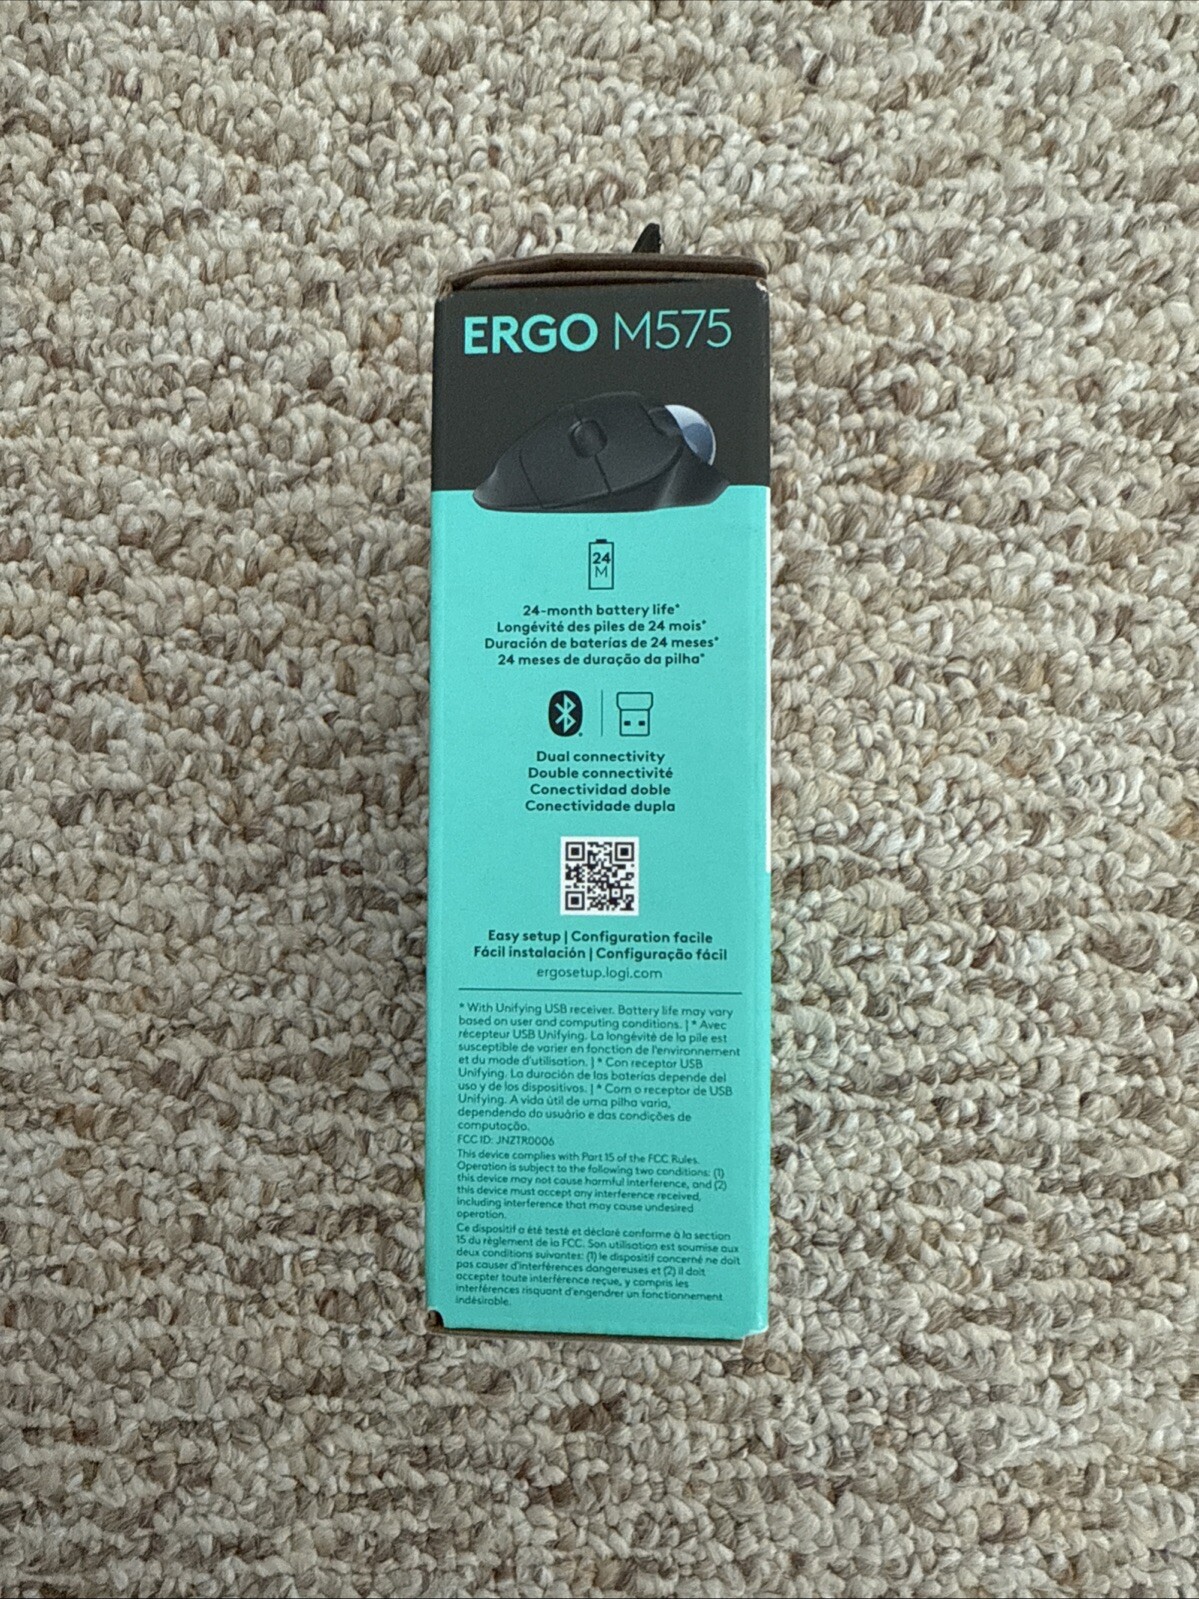 ERGO M575
24
M
24-month battery life*
Longévité des piles de 24 mois*
Duración de baterías de 24 meses*
24 meses de duração da pilha*
Dual connectivity
Double connectivité
Conectividad doble
Conectividade dupla
Easy setup | Configuration facile
Fácil instalación | Configuração fácil
ergosetup.logi.com
* With Unifying USB receiver. Battery life may vary
based on user and computing conditions. | * Avec
récepteur USB Unifying. La longévité de la pile est
susceptible de varier en fonction de l'environnement
et du mode d'utilisation. | * Con receptor USB
Unifying. La duración de las baterías depende del
uso y de los dispositivos. | * Com o receptor de USB
Unifying. A vida útil de uma pilha varia,
dependendo do usuário e das condições de
computação.
FCC ID: JNZTR0006
This device complies with Part 15 of the FCC Rules.
Operation is subject to the following two conditions: (1)
this device may not cause harmful interference, and (2)
this device must accept any interference received,
including interference that may cause undesired
operation.
Ce dispositif a été testé et déclaré conforme à la section
15 du règlement de la FCC. Son utilisation est soumise aux
deux conditions suivantes: (1) le dispositif concerné ne doit
pas causer d'interférences dangereuses et (2) il doit
accepter toute interférence reçue, y compris les
interférences risquant d'engendrer un fonctionnement
indésirable.